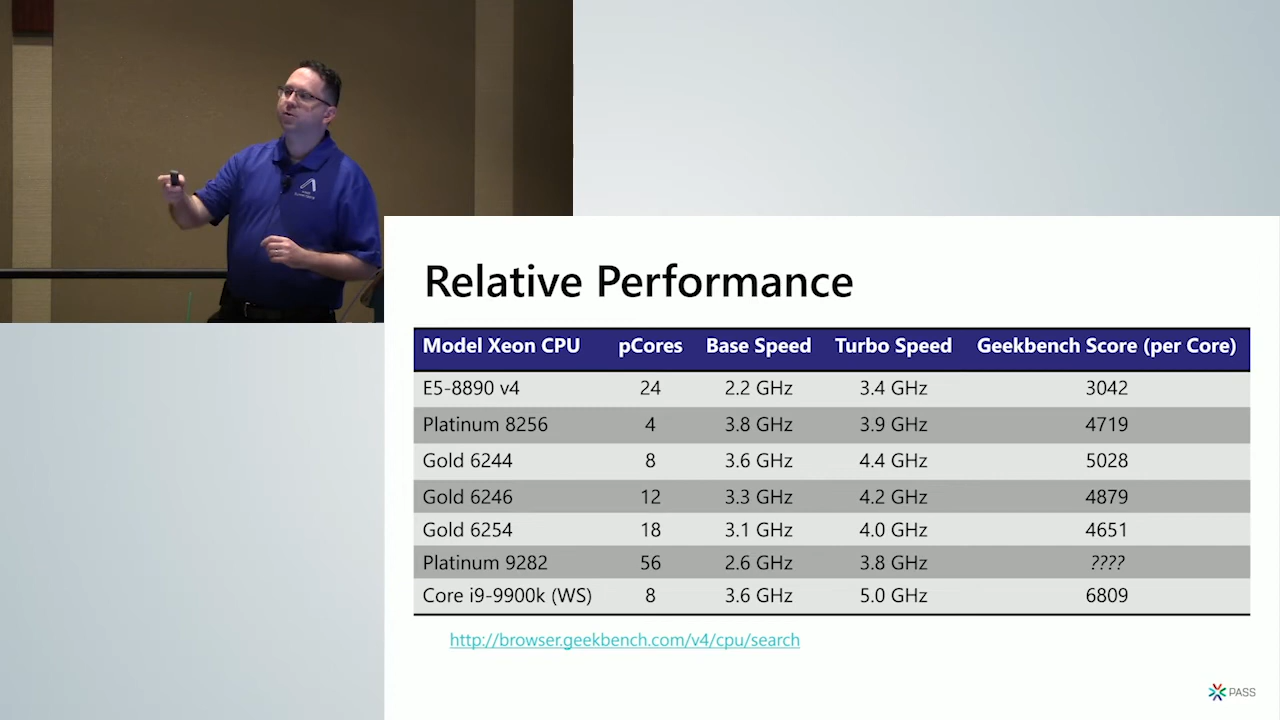 Relative Performance
Model Xeon CPU pCores Base Speed Turbo Speed Geekbench Score (per Core)
E5-8890 v4 24 2.2 GHz 3.4 GHz 3042
Platinum 8256 4 3.8 GHz 3.9 GHz 4719
Gold 6244 8 3.6 GHz 4.4 GHz 5028
Gold 6246 12 3.3 GHz 4.2 GHz 4879
Gold 6254 18 3.1 GHz 4.0 GHz 4651
Platinum 9282 56 2.6 GHz 3.8 GHz ????
Core i9-9900k (WS) 8 3.6 GHz 5.0 GHz 6809
http://browser.geekbench.com/v4/cpu/search
PASS